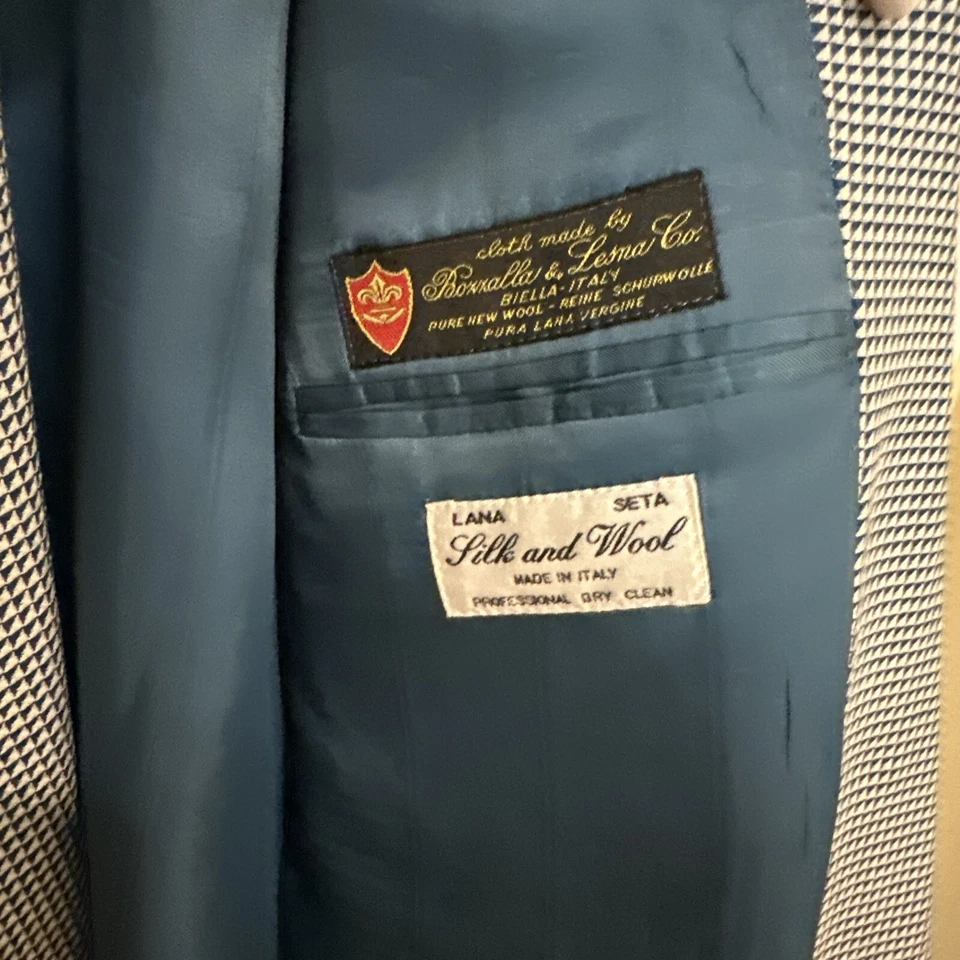 cloth made by
Bozzalla & Lesna Co.
BIELLA - ITALY
PURE NEW WOOL - REINE SCHURWOLLE
PURA LANA VERGINE
LANA SETA
Silk and Wool
MADE IN ITALY
PROFESSIONAL DRY CLEAN